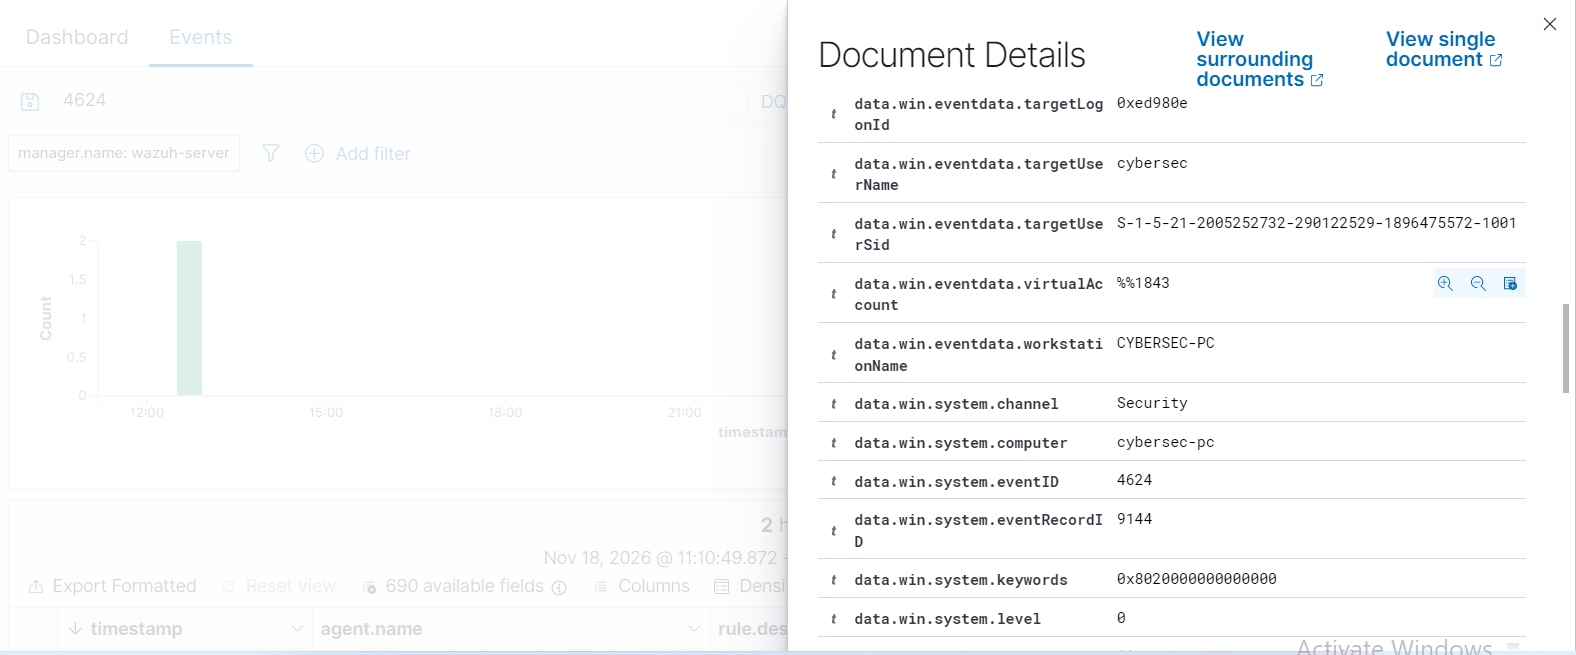 Dashboard
Events
4624
DQ
manager.name: wazuh-server
Add filter
2
1.5
1
0.5
0
Count
12:00
15:00
18:00
21:00
timestam
2 h
Nov 18, 2026 @ 11:10:49.872 -
Export Formatted
Reset view
690 available fields
Columns
Densi
timestamp
agent.name
rule.des
Document Details
View
surrounding
documents
View single
document
t data.win.eventdata.targetLog 0xed980e
onId
t data.win.eventdata.targetUse cybersec
rName
t data.win.eventdata.targetUse S-1-5-21-2005252732-290122529-1896475572-1001
rSid
t data.win.eventdata.virtualAc %%1843
count
t data.win.eventdata.workstati CYBERSEC-PC
onName
t data.win.system.channel Security
t data.win.system.computer cybersec-pc
t data.win.system.eventID 4624
t data.win.system.eventRecordI 9144
D
t data.win.system.keywords 0x8020000000000000
t data.win.system.level 0
Activate Windows